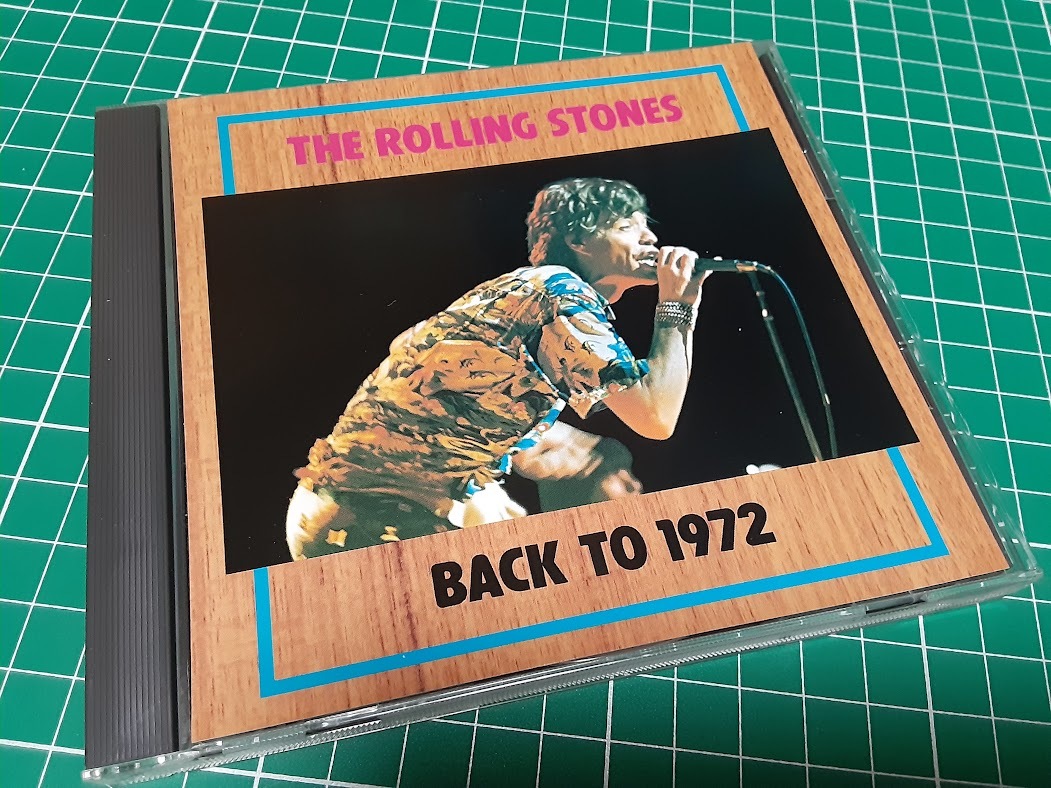 THE ROLLING STONES
BACK TO 1972